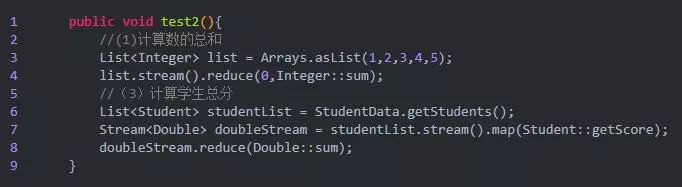 1 public void test2(){
2 //(1)计算数的总和
3 List<Integer> list = Arrays.asList(1,2,3,4,5);
4 list.stream().reduce(0,Integer::sum);
5 //（3）计算学生总分
6 List<Student> studentList = StudentData.getStudents();
7 Stream<Double> doubleStream = studentList.stream().map(Student::getScore);
8 doubleStream.reduce(Double::sum);
9 }